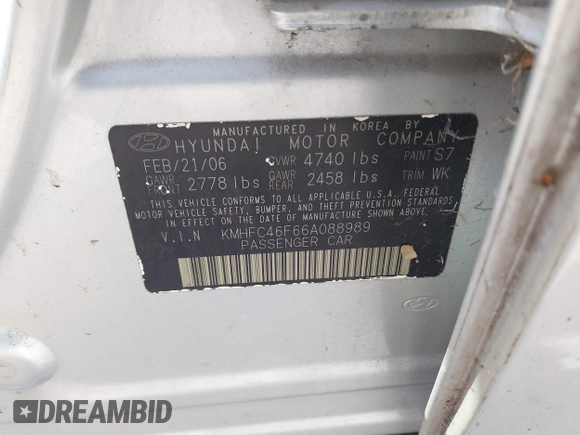 MANUFACTURED IN KOREA BY
HYUNDAI MOTOR COMPANY
FEB/21/06 GVWR 4740 lbs PAINT S7
GAWR FRONT 2778 lbs GAWR REAR 2458 lbs TRIM WK
THIS VEHICLE CONFORMS TO ALL APPLICABLE U.S.A. FEDERAL
MOTOR VEHICLE SAFETY, BUMPER, AND THEFT PREVENTION STANDARDS
IN EFFECT ON THE DATE OF MANUFACTURE SHOWN ABOVE.
V.I.N KMHFC46F66A088989
PASSENGER CAR
DREAMBID